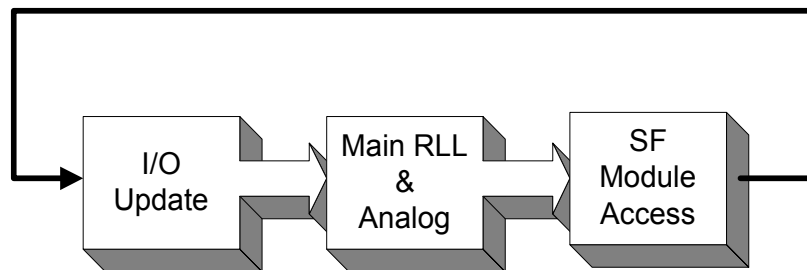 I/O
Update
Main RLL
&
Analog
SF
Module
Access